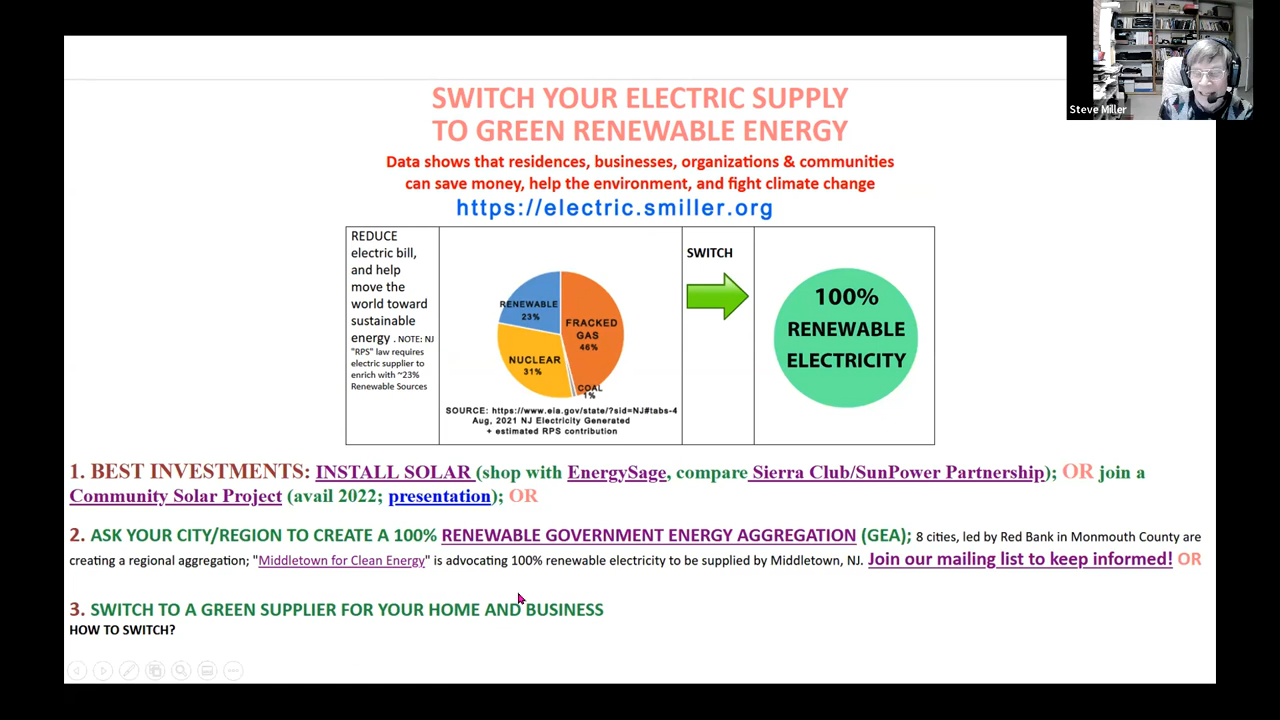 Steve Miller
SWITCH YOUR ELECTRIC SUPPLY
TO GREEN RENEWABLE ENERGY
Data shows that residences, businesses, organizations & communities
can save money, help the environment, and fight climate change
https://electric.smiller.org
REDUCE
electric bill,
and help
move the
world toward
sustainable
energy . NOTE: NJ
"RPS" law requires
electric supplier to
enrich with ~23%
Renewable Sources
RENEWABLE
23%
FRACKED
GAS
46%
NUCLEAR
31%
COAL
1%
SOURCE: https://www.eia.gov/state/?sid=NJ#tabs-4
Aug, 2021 NJ Electricity Generated
+ estimated RPS contribution
SWITCH
100%
RENEWABLE
ELECTRICITY
1. BEST INVESTMENTS: INSTALL SOLAR (shop with EnergySage, compare Sierra Club/SunPower Partnership); OR join a
Community Solar Project (avail 2022; presentation); OR
2. ASK YOUR CITY/REGION TO CREATE A 100% RENEWABLE GOVERNMENT ENERGY AGGREGATION (GEA); 8 cities, led by Red Bank in Monmouth County are
creating a regional aggregation; "Middletown for Clean Energy" is advocating 100% renewable electricity to be supplied by Middletown, NJ. Join our mailing list to keep informed! OR
3. SWITCH TO A GREEN SUPPLIER FOR YOUR HOME AND BUSINESS
HOW TO SWITCH?